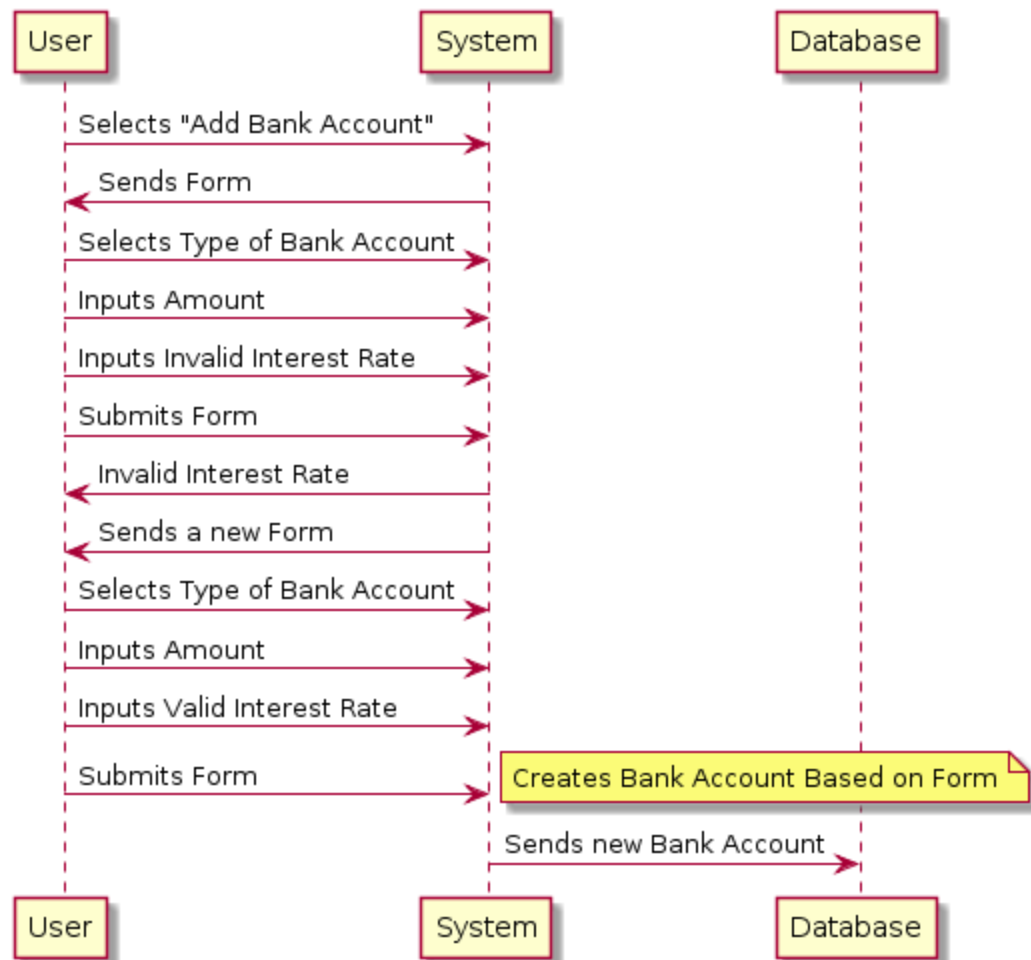 User
System
Database
Selects "Add Bank Account"
Sends Form
Selects Type of Bank Account
Inputs Amount
Inputs Invalid Interest Rate
Submits Form
Invalid Interest Rate
Sends a new Form
Selects Type of Bank Account
Inputs Amount
Inputs Valid Interest Rate
Submits Form
Creates Bank Account Based on Form
Sends new Bank Account
User
System
Database